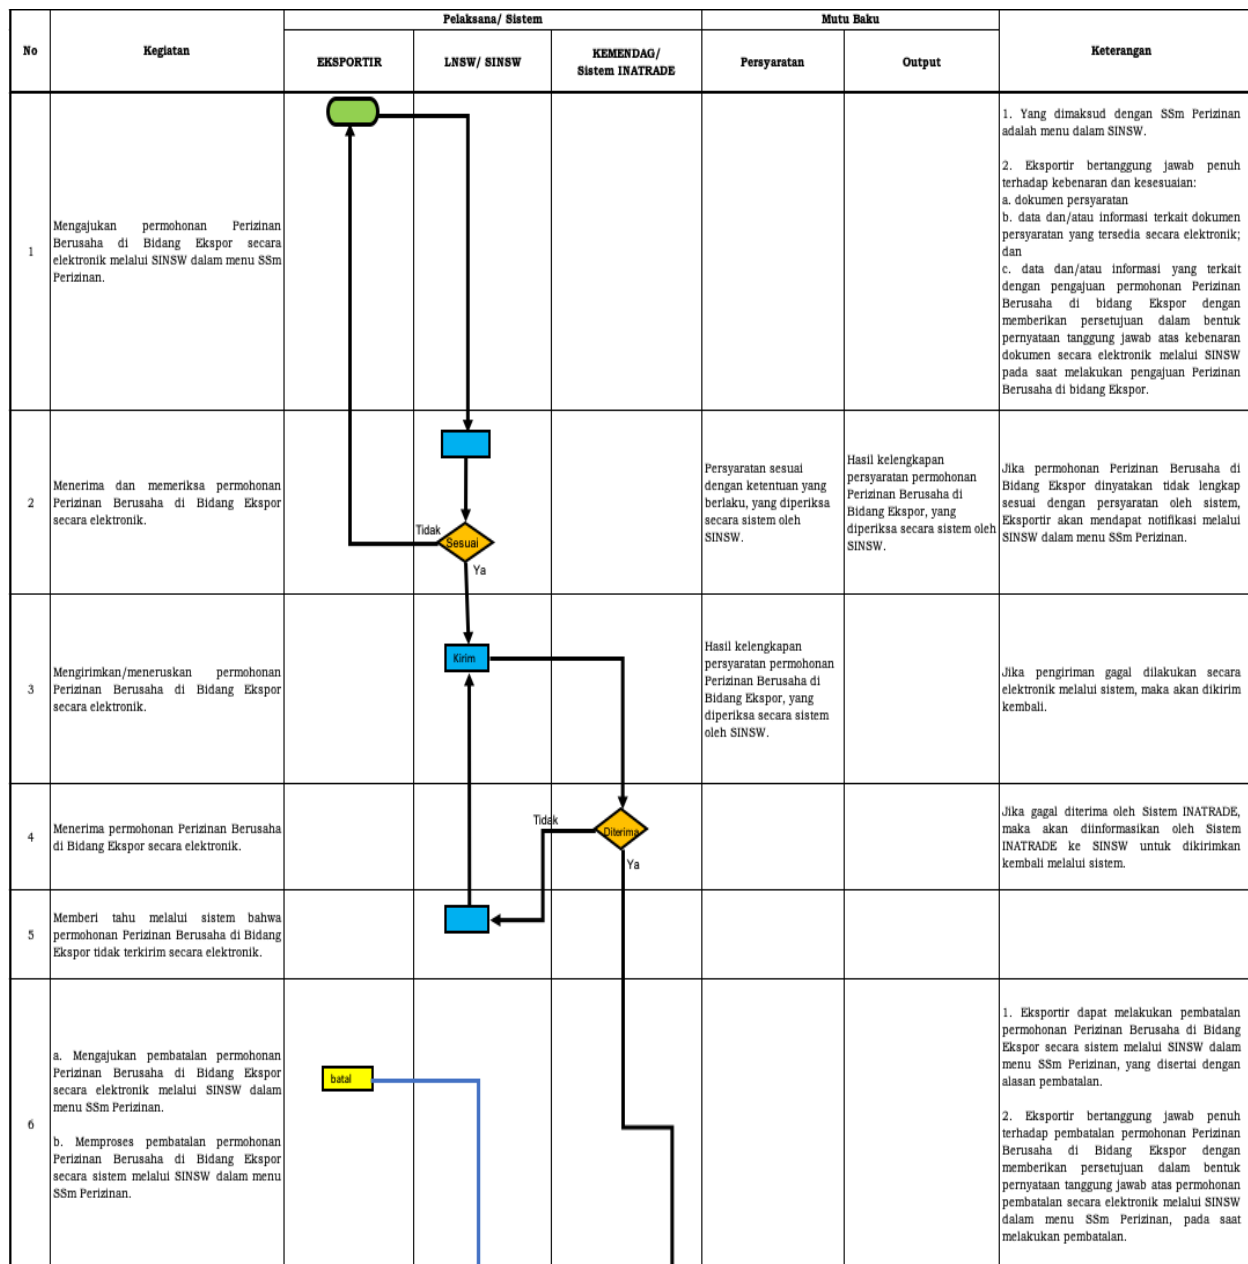 Pelaksana/ Sistem
Mutu Baku
No
Kegiatan
EKSPORTIR
LNSW/ SINSW
KEMENDAG/
Sistem INATRADE
Persyaratan
Output
Keterangan
1
Mengajukan permohonan Perizinan
Berusaha di Bidang Ekspor secara
elektronik melalui SINSW dalam menu SSm
Perizinan.
1. Yang dimaksud dengan SSm Perizinan
adalah menu dalam SINSW.
2. Eksportir bertanggung jawab penuh
terhadap kebenaran dan kesesuaian:
a. dokumen persyaratan
b. data dan/atau informasi terkait dokumen
persyaratan yang tersedia secara elektronik;
dan
c. data dan/atau informasi yang terkait
dengan pengajuan permohonan Perizinan
Berusaha di bidang Ekspor dengan
memberikan persetujuan dalam bentuk
pernyataan tanggung jawab atas kebenaran
dokumen secara elektronik melalui SINSW
pada saat melakukan pengajuan Perizinan
Berusaha di bidang Ekspor.
2
Menerima dan memeriksa permohonan
Perizinan Berusaha di Bidang Ekspor
secara elektronik.
Tidak
Sesuai
Ya
Persyaratan sesuai
dengan ketentuan yang
berlaku, yang diperiksa
secara sistem oleh
SINSW.
Hasil kelengkapan
persyaratan permohonan
Perizinan Berusaha di
Bidang Ekspor, yang
diperiksa secara sistem oleh
SINSW.
Jika permohonan Perizinan Berusaha di
Bidang Ekspor dinyatakan tidak lengkap
sesuai dengan persyaratan oleh sistem,
Eksportir akan mendapat notifikasi melalui
SINSW dalam menu SSm Perizinan.
3
Mengirimkan/meneruskan permohonan
Perizinan Berusaha di Bidang Ekspor
secara elektronik.
Kirim
Hasil kelengkapan
persyaratan permohonan
Perizinan Berusaha di
Bidang Ekspor, yang
diperiksa secara sistem
oleh SINSW.
Jika pengiriman gagal dilakukan secara
elektronik melalui sistem, maka akan dikirim
kembali.
4
Menerima permohonan Perizinan Berusaha
di Bidang Ekspor secara elektronik.
Tidak
Diterima
Ya
Jika gagal diterima oleh Sistem INATRADE,
maka akan diinformasikan oleh Sistem
INATRADE ke SINSW untuk dikirimkan
kembali melalui sistem.
5
Memberi tahu melalui sistem bahwa
permohonan Perizinan Berusaha di Bidang
Ekspor tidak terkirim secara elektronik.
6
a. Mengajukan pembatalan permohonan
Perizinan Berusaha di Bidang Ekspor
secara elektronik melalui SINSW dalam
menu SSm Perizinan.
b. Memproses pembatalan permohonan
Perizinan Berusaha di Bidang Ekspor
secara sistem melalui SINSW dalam menu
SSm Perizinan.
batal
1. Eksportir dapat melakukan pembatalan
permohonan Perizinan Berusaha di Bidang
Ekspor secara sistem melalui SINSW dalam
menu SSm Perizinan, yang disertai dengan
alasan pembatalan.
2. Eksportir bertanggung jawab penuh
terhadap pembatalan permohonan Perizinan
Berusaha di Bidang Ekspor dengan
memberikan persetujuan dalam bentuk
pernyataan tanggung jawab atas permohonan
pembatalan secara elektronik melalui SINSW
dalam menu SSm Perizinan, pada saat
melakukan pembatalan.